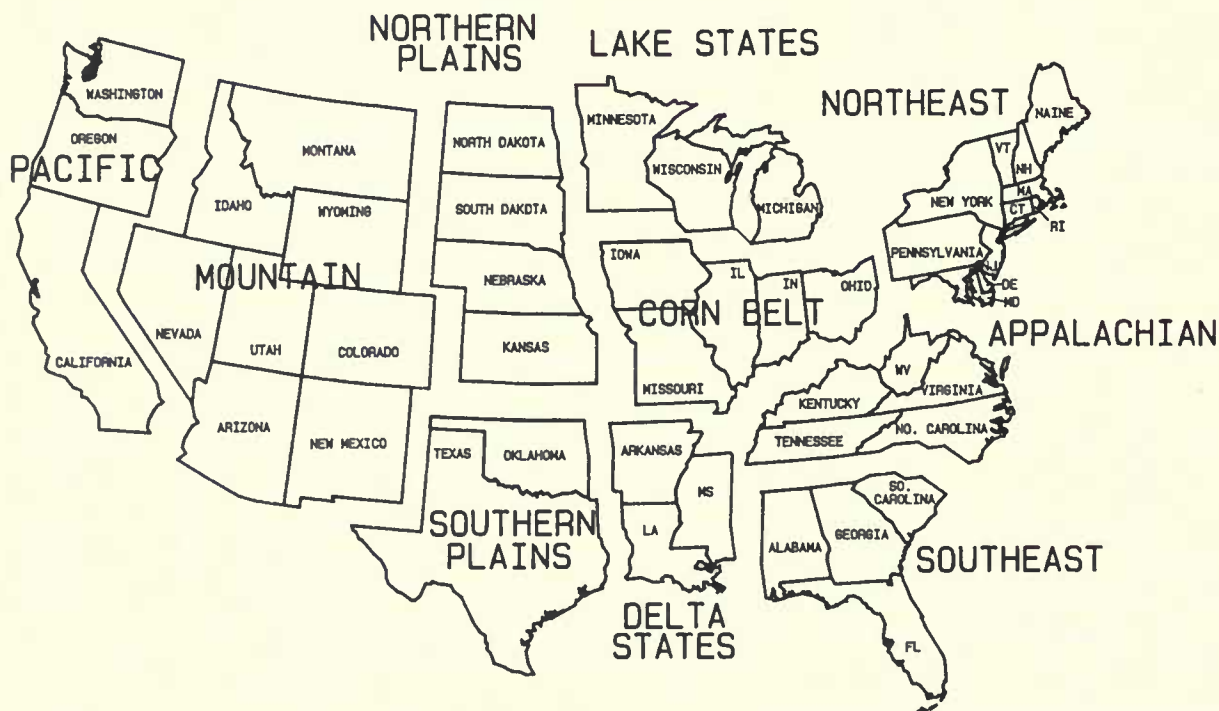 NORTHERN
PLAINS
LAKE STATES
NORTHEAST
PACIFIC
MOUNTAIN
CORN BELT
APPALACHIAN
SOUTHERN
PLAINS
DELTA
STATES
SOUTHEAST
WASHINGTON
OREGON
CALIFORNIA
MONTANA
IDAHO
WYOMING
NEVADA
UTAH
COLORADO
ARIZONA
NEW MEXICO
NORTH DAKOTA
SOUTH DAKOTA
NEBRASKA
KANSAS
TEXAS
OKLAHOMA
MINNESOTA
WISCONSIN
MICHIGAN
IOWA
IL
IN
OHIO
MISSOURI
ARKANSAS
LA
MS
MAINE
VT
NH
MA
CT
RI
NEW YORK
PENNSYLVANIA
DE
MD
WV
VIRGINIA
KENTUCKY
TENNESSEE
NO. CAROLINA
SO.
CAROLINA
ALABAMA
GEORGIA
FL